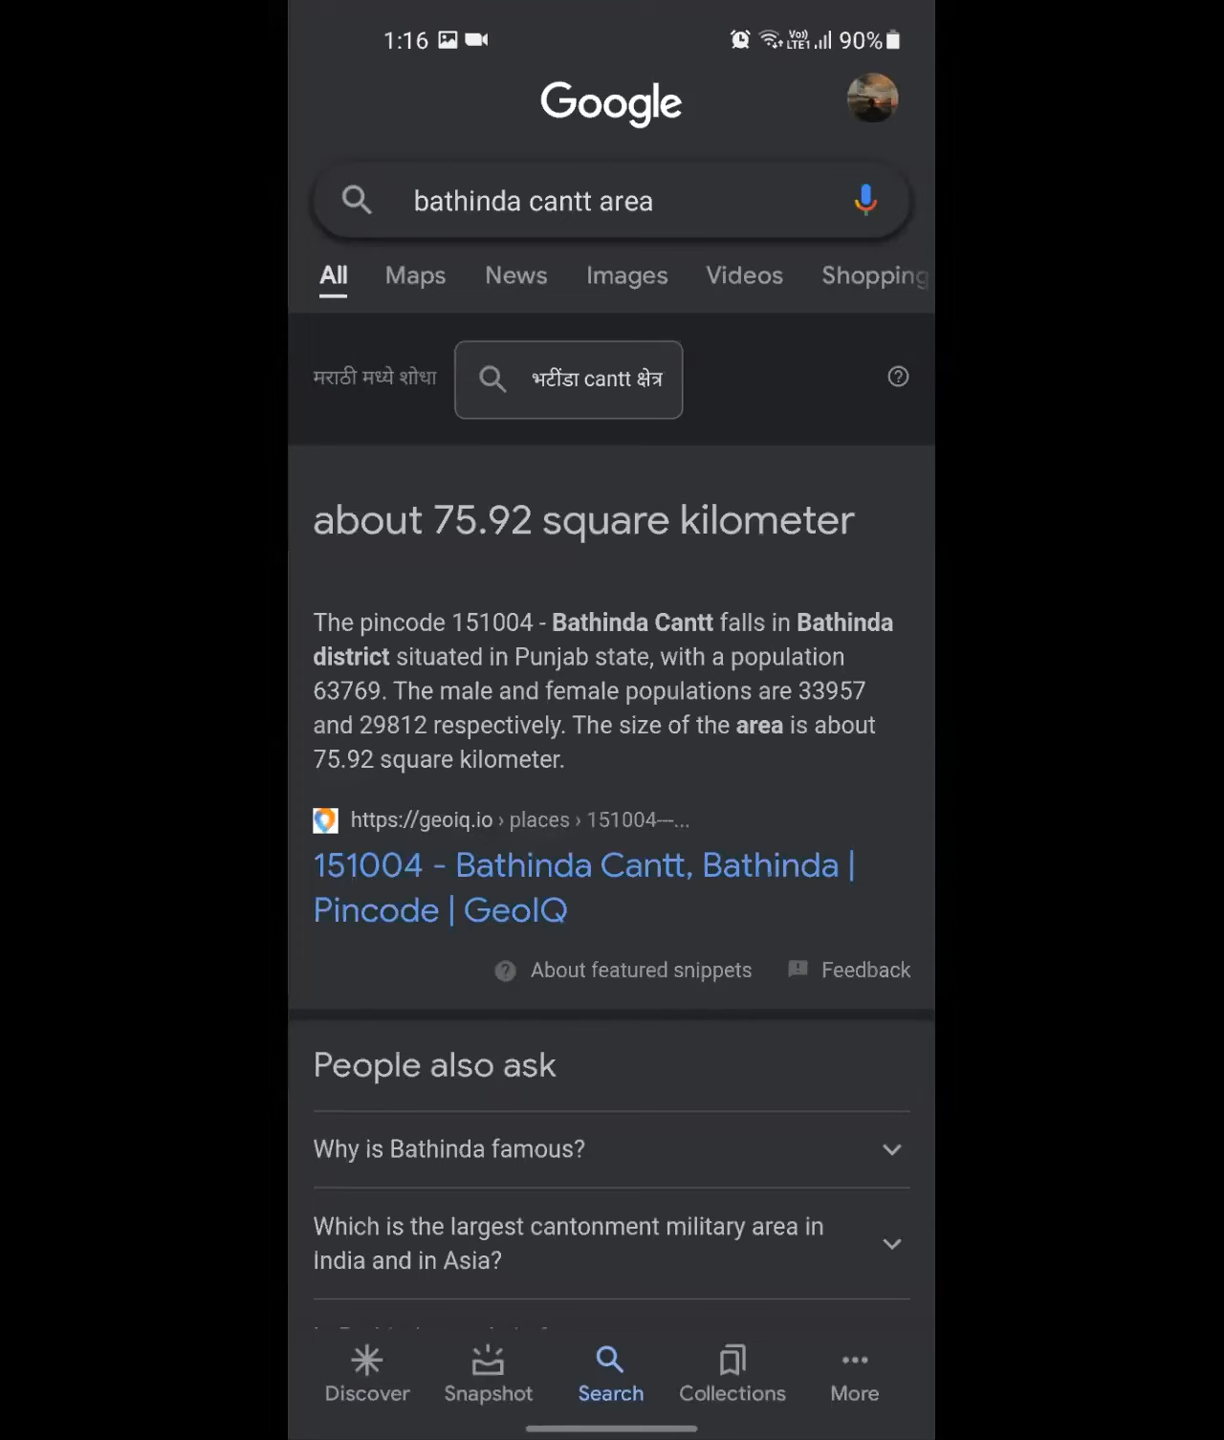 1:16
Vo))
LTE1
90%
Google
bathinda cantt area
All Maps News Images Videos Shopping
मराठी मध्ये शोधा
भटींडा cantt क्षेत्र
about 75.92 square kilometer
The pincode 151004 - Bathinda Cantt falls in Bathinda
district situated in Punjab state, with a population
63769. The male and female populations are 33957
and 29812 respectively. The size of the area is about
75.92 square kilometer.
https://geoiq.io › places › 151004---...
151004 - Bathinda Cantt, Bathinda |
Pincode | GeoIQ
About featured snippets Feedback
People also ask
Why is Bathinda famous?
Which is the largest cantonment military area in
India and in Asia?
Discover Snapshot Search Collections More